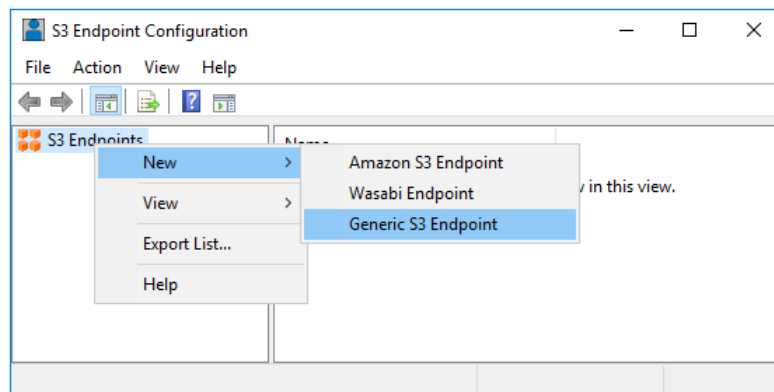 S3 Endpoint Configuration
File Action View Help
S3 Endpoints
New
View
Export List...
Help
Amazon S3 Endpoint
Wasabi Endpoint
Generic S3 Endpoint
in this view.